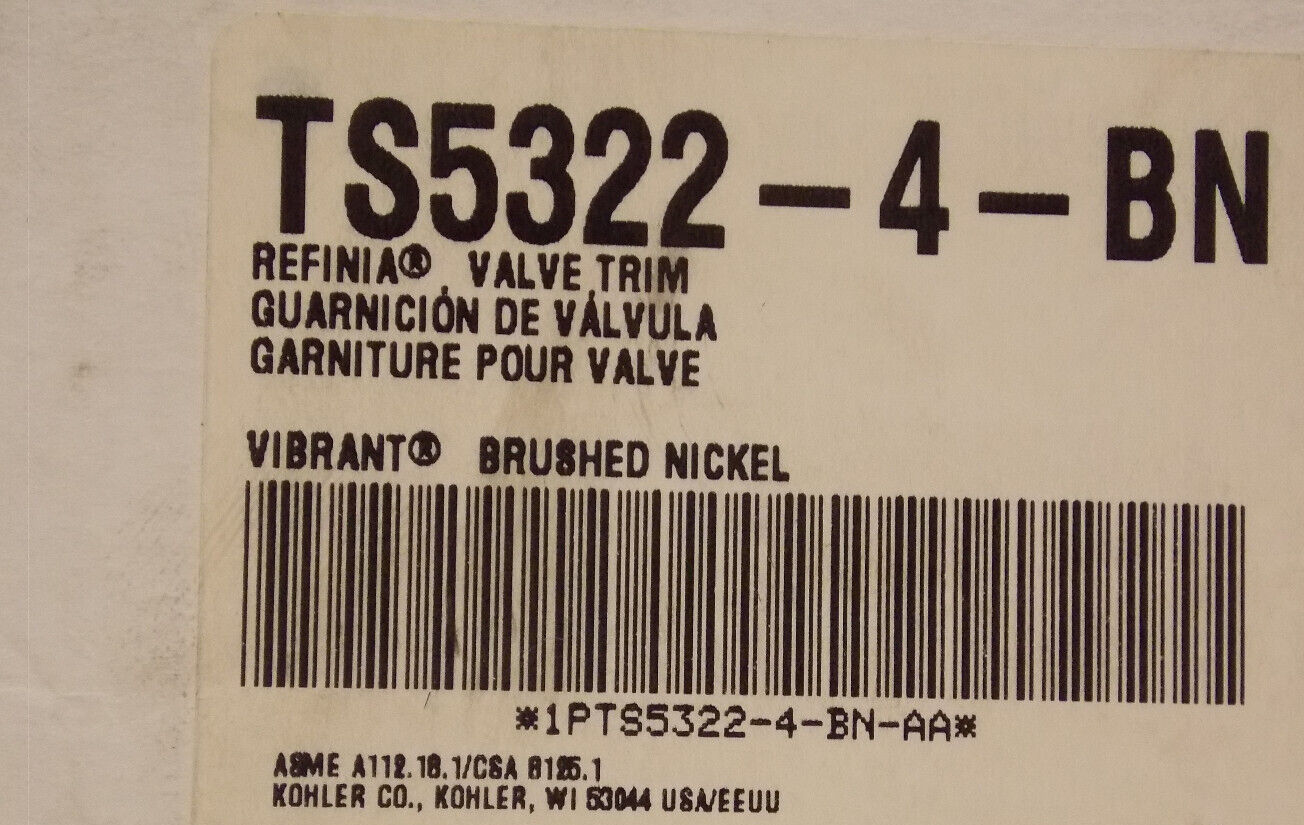 TS5322-4-BN
REFINIA® VALVE TRIM
GUARNICIÓN DE VÁLVULA
GARNITURE POUR VALVE
VIBRANT® BRUSHED NICKEL
*1PTS5322-4-BN-AA*
ASME A112.18.1/CSA B125.1
KOHLER CO., KOHLER, WI 53044 USA/EEUU